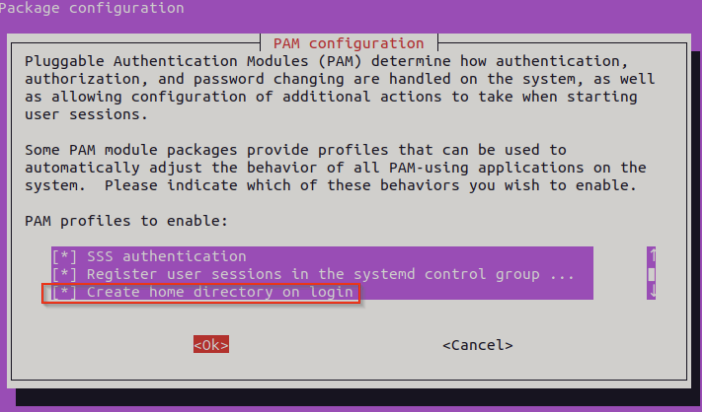 Package configuration
PAM configuration
Pluggable Authentication Modules (PAM) determine how authentication,
authorization, and password changing are handled on the system, as well
as allowing configuration of additional actions to take when starting
user sessions.
Some PAM module packages provide profiles that can be used to
automatically adjust the behavior of all PAM-using applications on the
system.  Please indicate which of these behaviors you wish to enable.
PAM profiles to enable:
[*] SSS authentication
[*] Register user sessions in the systemd control group ...
[*] Create home directory on login
<Ok> <Cancel>